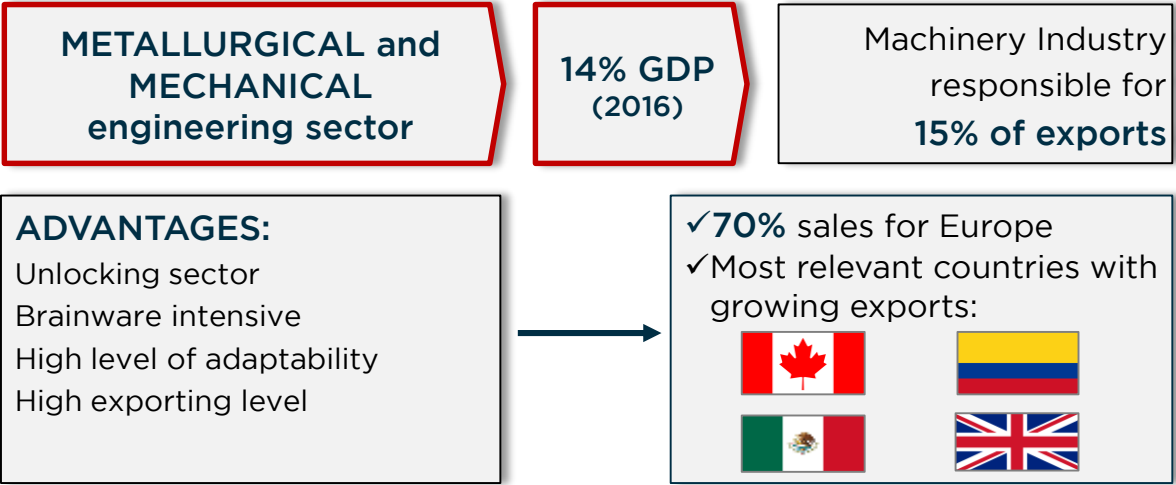 METALLURGICAL and
MECHANICAL
engineering sector
14% GDP
(2016)
Machinery Industry
responsible for
15% of exports
ADVANTAGES:
Unlocking sector
Brainware intensive
High level of adaptability
High exporting level
✓70% sales for Europe
✓Most relevant countries with
growing exports: